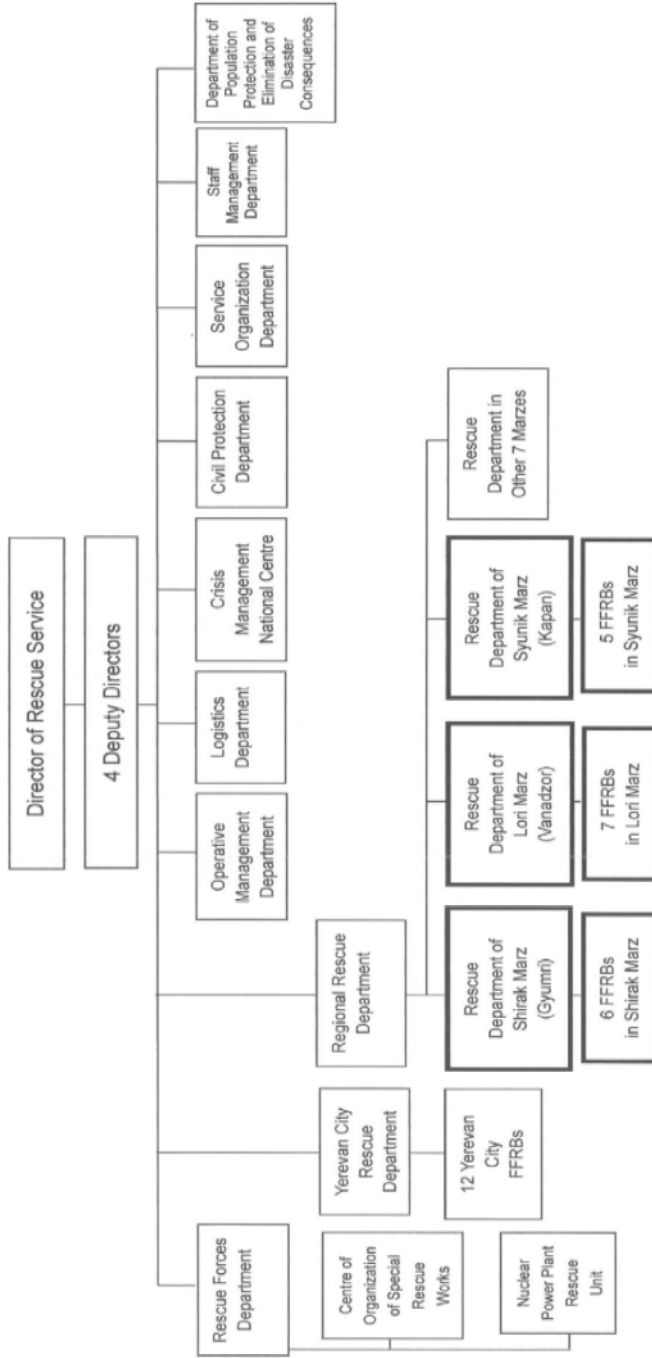 Director of Rescue Service
4 Deputy Directors
Rescue Forces
Department
Operative
Management
Department
Logistics
Department
Crisis
Management
National Centre
Civil Protection
Department
Service
Organization
Department
Staff
Management
Department
Department of
Population
Protection and
Elimination of
Disaster
Consequences
Centre of
Organization
of Special
Rescue
Works
Nuclear
Power Plant
Rescue
Unit
Yerevan City
Rescue
Department
12 Yerevan
City
FFRBs
Regional Rescue
Department
Rescue
Department of
Shirak Marz
(Gyumri)
Rescue
Department of
Lori Marz
(Vanadzor)
Rescue
Department of
Syunik Marz
(Kapan)
Rescue
Department in
Other 7 Marzes
6 FFRBs
in Shirak Marz
7 FFRBs
in Lori Marz
5 FFRBs
in Syunik Marz